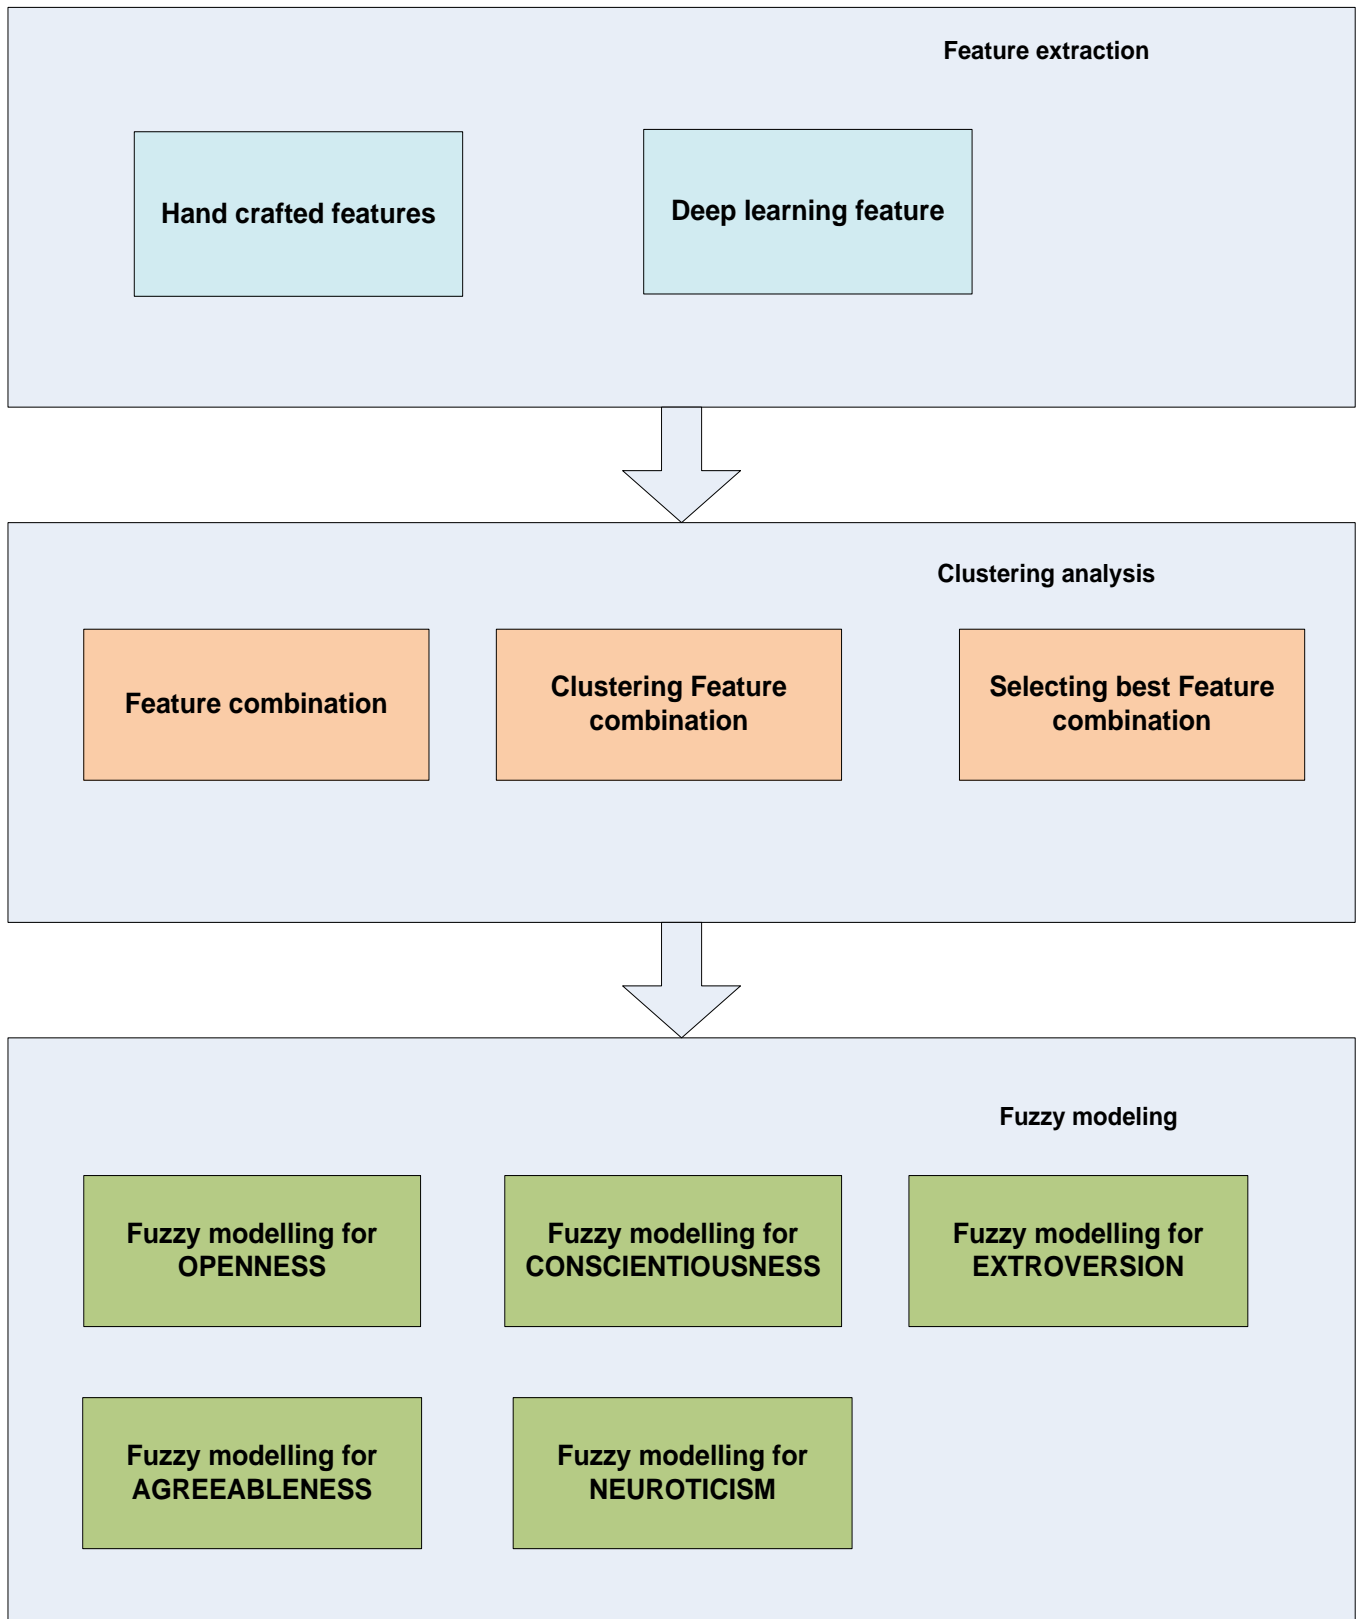 Feature extraction
Hand crafted features
Deep learning feature
Clustering analysis
Feature combination
Clustering Feature
combination
Selecting best Feature
combination
Fuzzy modeling
Fuzzy modelling for
OPENNESS
Fuzzy modelling for
CONSCIENTIOUSNESS
Fuzzy modelling for
EXTROVERSION
Fuzzy modelling for
AGREEABLENESS
Fuzzy modelling for
NEUROTICISM